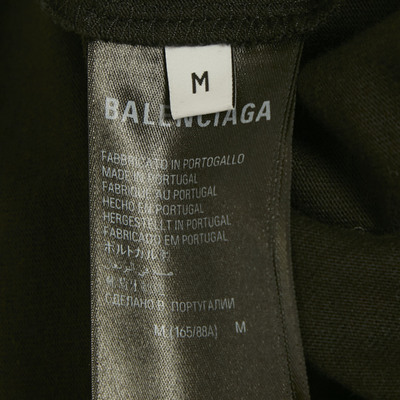 M
BALENCIAGA
FABBRICATO IN PORTOGALLO
MADE IN PORTUGAL
FABRIQUÉ AU PORTUGAL
HECHO EN PORTUGAL
HERGESTELLT IN PORTUGAL
FABRICADO EM PORTUGAL
ポルトガル製
СДЕЛАНО В ПОРТУГАЛИИ
M (165/88A) M